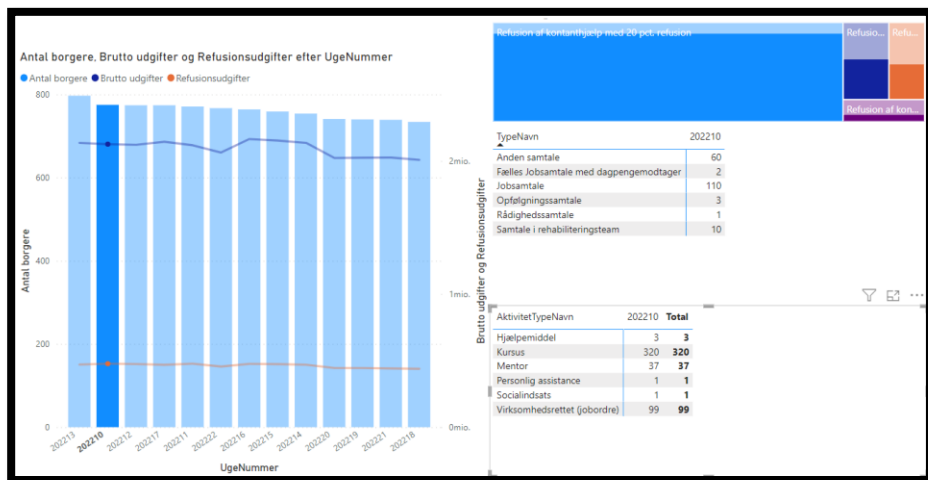 Antal borgere, Brutto udgifter og Refusionsudgifter efter UgeNummer
Antal borgere Brutto udgifter Refusionsudgifter
800
600
400
200
0
Antal borgere
2mio.
1mio.
0mio.
Brutto udgifter og Refusionsudgifter
202213 202210 202212 202217 202211 202222 202216 202215 202214 202220 202219 202221 202218
UgeNummer
Refusion af kontanthjælp med 20 pct. refusion
Refusio...
Refu...
Refusion af kon...
TypeNavn 202210
Anden samtale 60
Fælles Jobsamtale med dagpengemodtager 2
Jobsamtale 110
Opfølgningssamtale 3
Rådighedssamtale 1
Samtale i rehabiliteringsteam 10
AktivitetTypeNavn 202210 Total
Hjælpemiddel 3 3
Kursus 320 320
Mentor 37 37
Personlig assistance 1 1
Socialindsats 1 1
Virksomhedsrettet (jobordre) 99 99